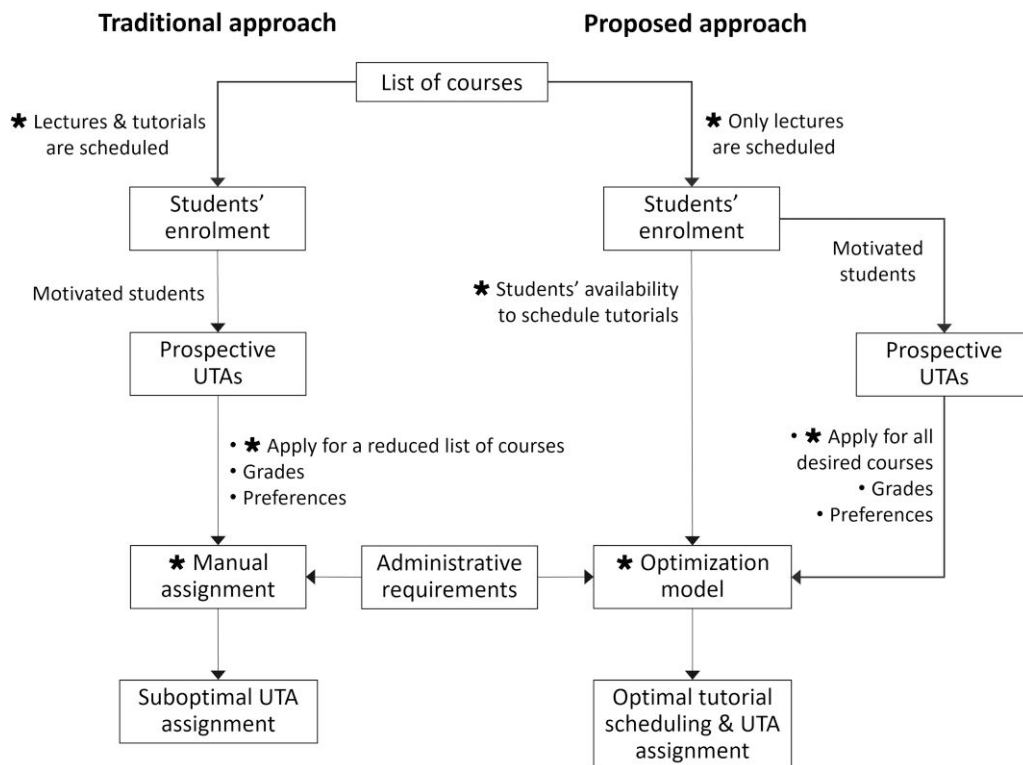 Traditional approach
Proposed approach
List of courses
* Lectures & tutorials
are scheduled
* Only lectures
are scheduled
Students’
enrolment
Students’
enrolment
Motivated students
* Students’ availability
to schedule tutorials
Motivated
students
Prospective
UTAs
Prospective
UTAs
• * Apply for a reduced list of courses
• Grades
• Preferences
• * Apply for all
desired courses
• Grades
• Preferences
* Manual
assignment
Administrative
requirements
* Optimization
model
Suboptimal UTA
assignment
Optimal tutorial
scheduling & UTA
assignment